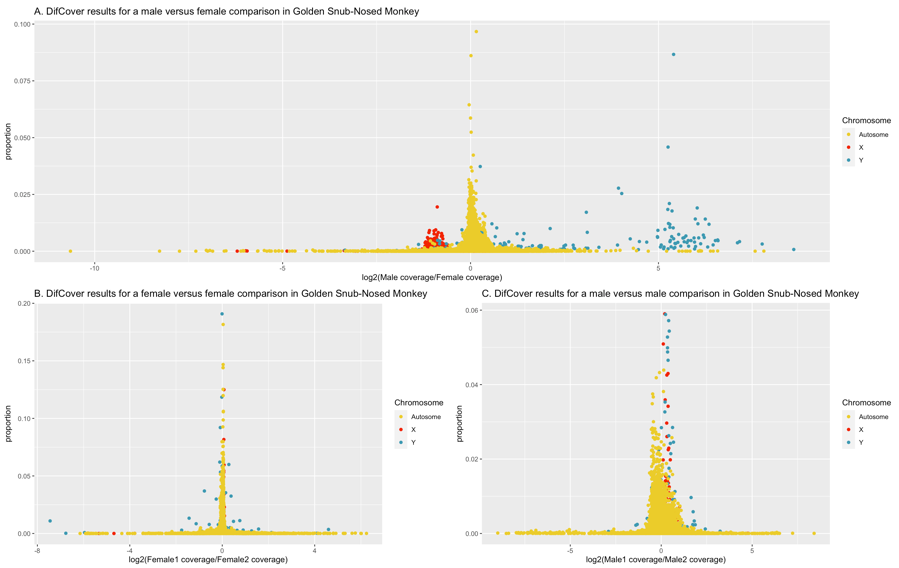 A. DifCover results for a male versus female comparison in Golden Snub-Nosed Monkey
0.100
0.075
0.050
0.025
0.000
proportion
-10
-5
0
5
log2(Male coverage/Female coverage)
Chromosome
Autosome
X
Y
B. DifCover results for a female versus female comparison in Golden Snub-Nosed Monkey
0.20
0.15
0.10
0.05
0.00
proportion
-8
-4
0
4
log2(Female1 coverage/Female2 coverage)
Chromosome
Autosome
X
Y
C. DifCover results for a male versus male comparison in Golden Snub-Nosed Monkey
0.06
0.04
0.02
0.00
proportion
-5
0
5
log2(Male1 coverage/Male2 coverage)
Chromosome
Autosome
X
Y